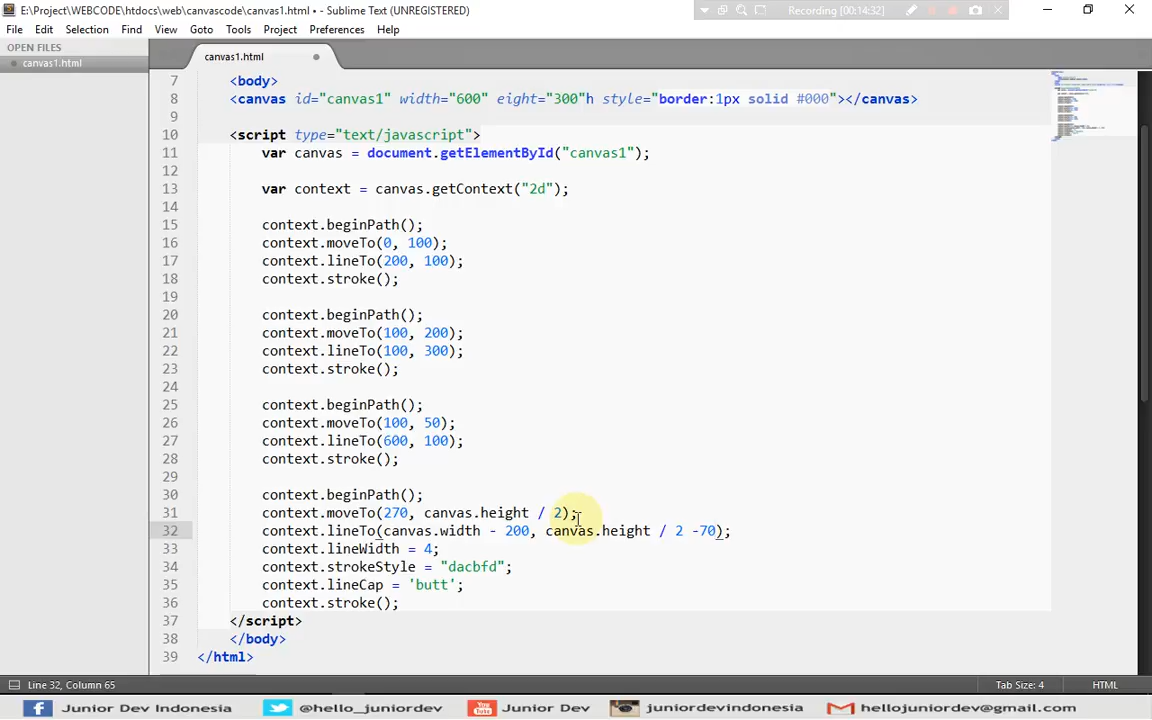 E:\Project\WEBCODE\htdocs\web\canvascode\canvas1.html • - Sublime Text (UNREGISTERED)
Recording [00:14:32]
File Edit Selection Find View Goto Tools Project Preferences Help
OPEN FILES
canvas1.html
canvas1.html
7 <body>
8 <canvas id="canvas1" width="600" eight="300"h style="border:1px solid #000"></canvas>
9
10 <script type="text/javascript">
11 var canvas = document.getElementById("canvas1");
12
13 var context = canvas.getContext("2d");
14
15 context.beginPath();
16 context.moveTo(0, 100);
17 context.lineTo(200, 100);
18 context.stroke();
19
20 context.beginPath();
21 context.moveTo(100, 200);
22 context.lineTo(100, 300);
23 context.stroke();
24
25 context.beginPath();
26 context.moveTo(100, 50);
27 context.lineTo(600, 100);
28 context.stroke();
29
30 context.beginPath();
31 context.moveTo(270, canvas.height / 2);
32 context.lineTo(canvas.width - 200, canvas.height / 2 -70);
33 context.lineWidth = 4;
34 context.strokeStyle = "dacbfd";
35 context.lineCap = 'butt';
36 context.stroke();
37 </script>
38 </body>
39 </html>
Line 32, Column 65 Tab Size: 4 HTML
Junior Dev Indonesia @hello_juniordev You Tube Junior Dev juniordevindonesia hellojuniordev@gmail.com